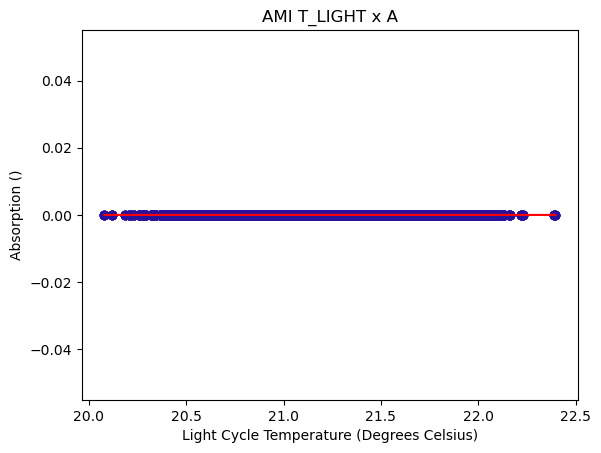 AMI T_LIGHT x A
0.04
0.02
0.00
−0.02
−0.04
Absorption ()
20.0 20.5 21.0 21.5 22.0 22.5
Light Cycle Temperature (Degrees Celsius)